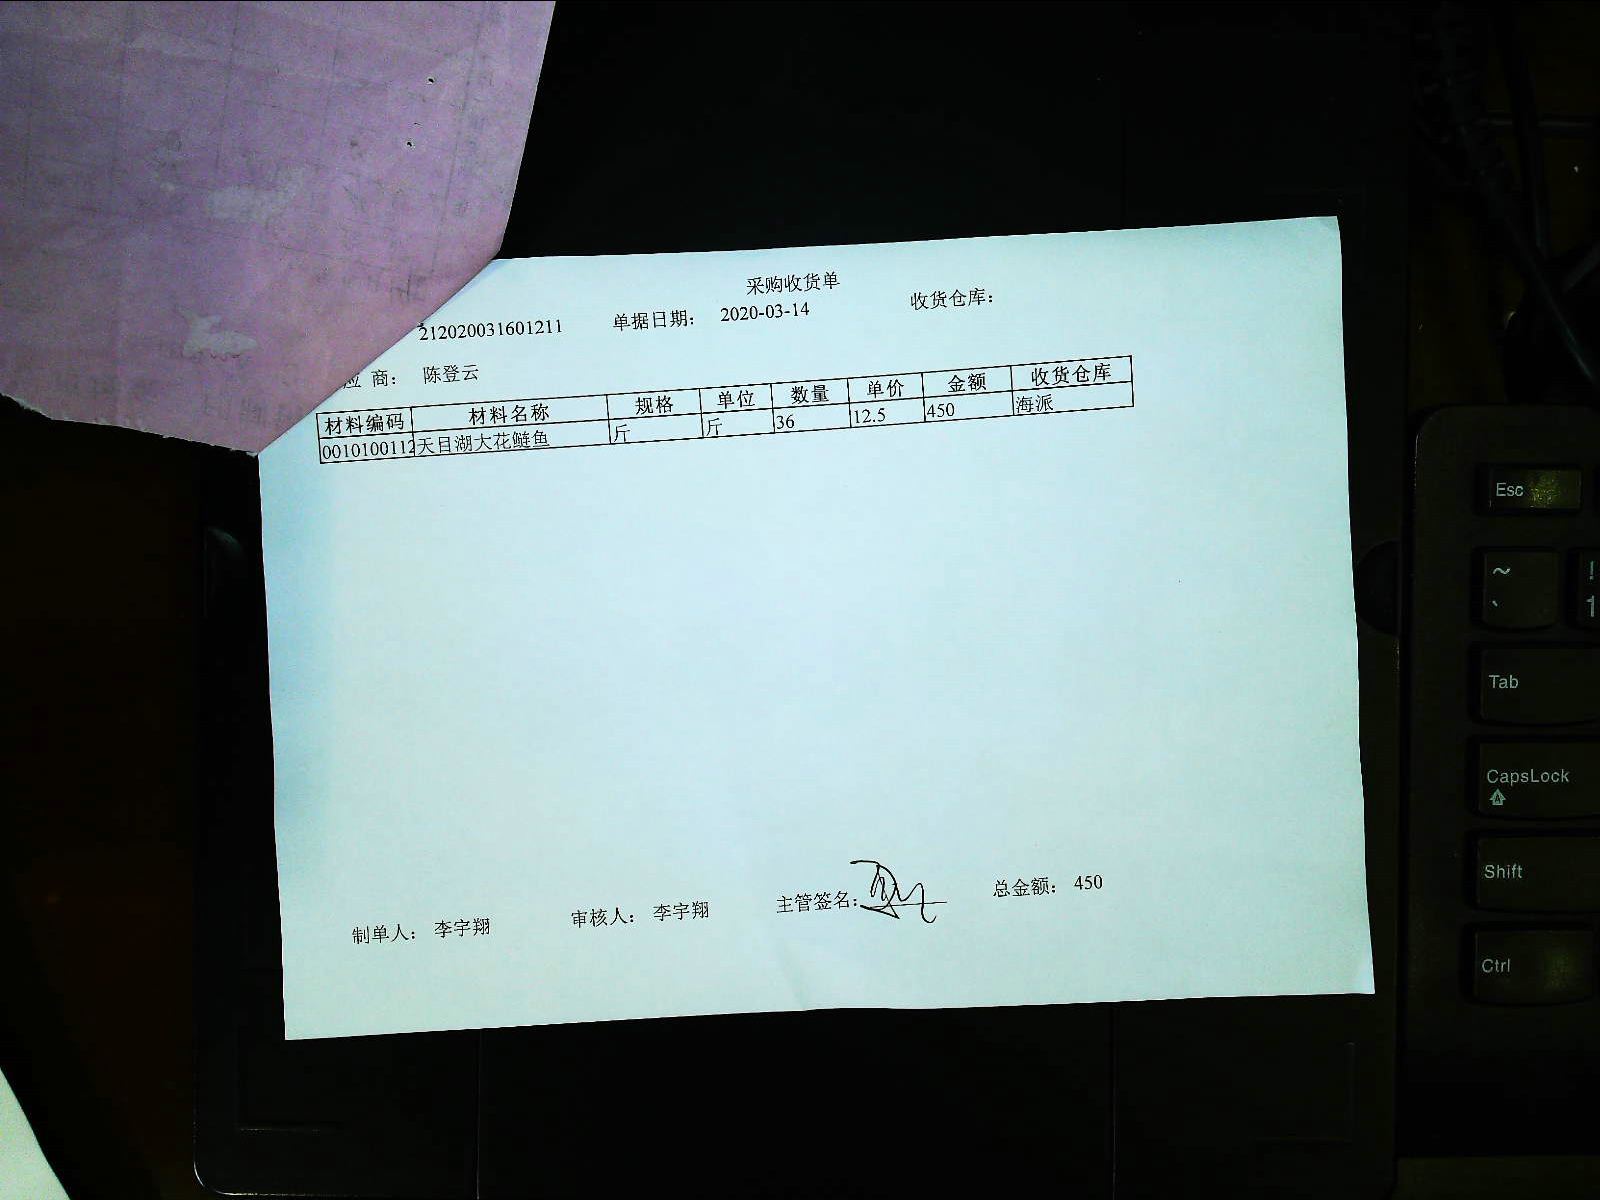 采购收货单
212020031601211 单据日期: 2020-03-14 收货仓库:
应 商: 陈登云
材料编码 材料名称 规格 单位 数量 单价 金额 收货仓库
0010100112 天目湖大花鲢鱼 斤 斤 36 12.5 450 海派
制单人: 李宇翔 审核人: 李宇翔 主管签名: 总金额: 450
Esc
~ !
` 1
Tab
CapsLock
Shift
Ctrl